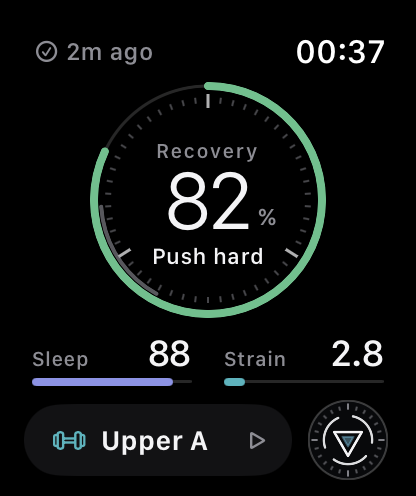 2m ago 00:37
Recovery
82%
Push hard
Sleep 88 Strain 2.8
Upper A